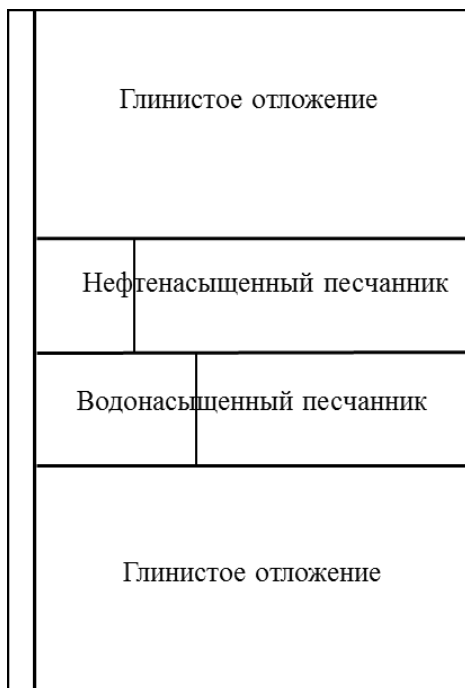 Глинистое отложение
Нефтенасыщенный песчанник
Водонасыщенный песчанник
Глинистое отложение